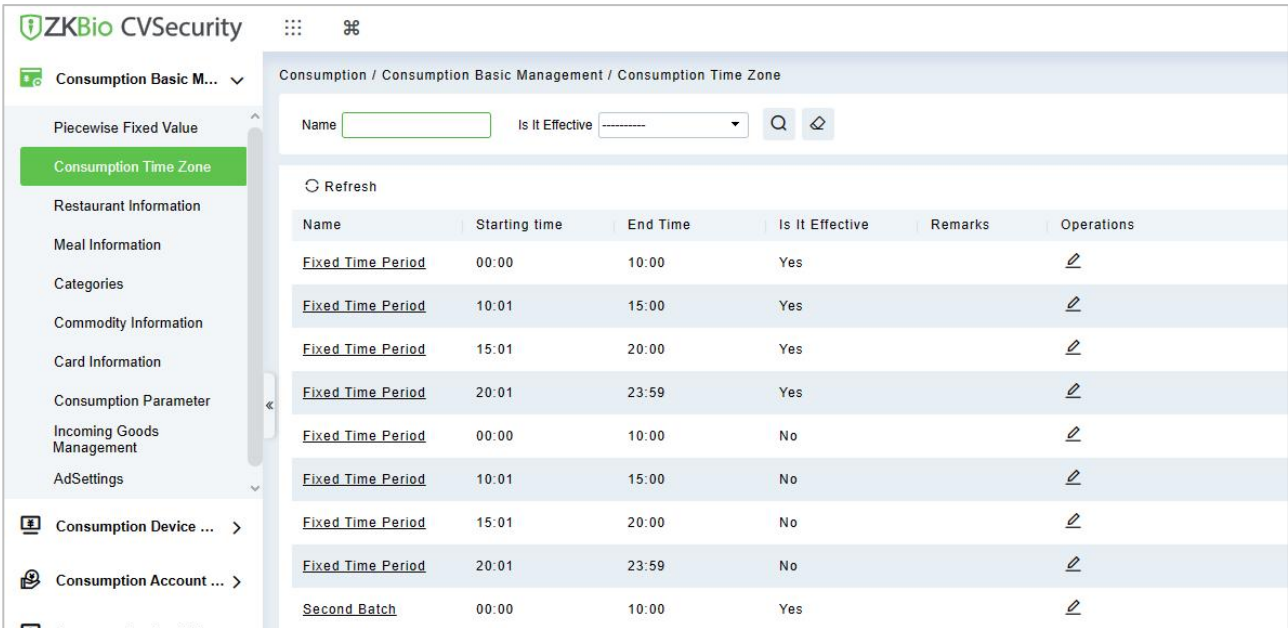 ZKBio CVSecurity
Consumption Basic M...
Piecewise Fixed Value
Consumption Time Zone
Restaurant Information
Meal Information
Categories
Commodity Information
Card Information
Consumption Parameter
Incoming Goods
Management
AdSettings
Consumption Device ...
Consumption Account ...
Consumption / Consumption Basic Management / Consumption Time Zone
Name Is It Effective ----------
Refresh
Name Starting time End Time Is It Effective Remarks Operations
Fixed Time Period 00:00 10:00 Yes
Fixed Time Period 10:01 15:00 Yes
Fixed Time Period 15:01 20:00 Yes
Fixed Time Period 20:01 23:59 Yes
Fixed Time Period 00:00 10:00 No
Fixed Time Period 10:01 15:00 No
Fixed Time Period 15:01 20:00 No
Fixed Time Period 20:01 23:59 No
Second Batch 00:00 10:00 Yes